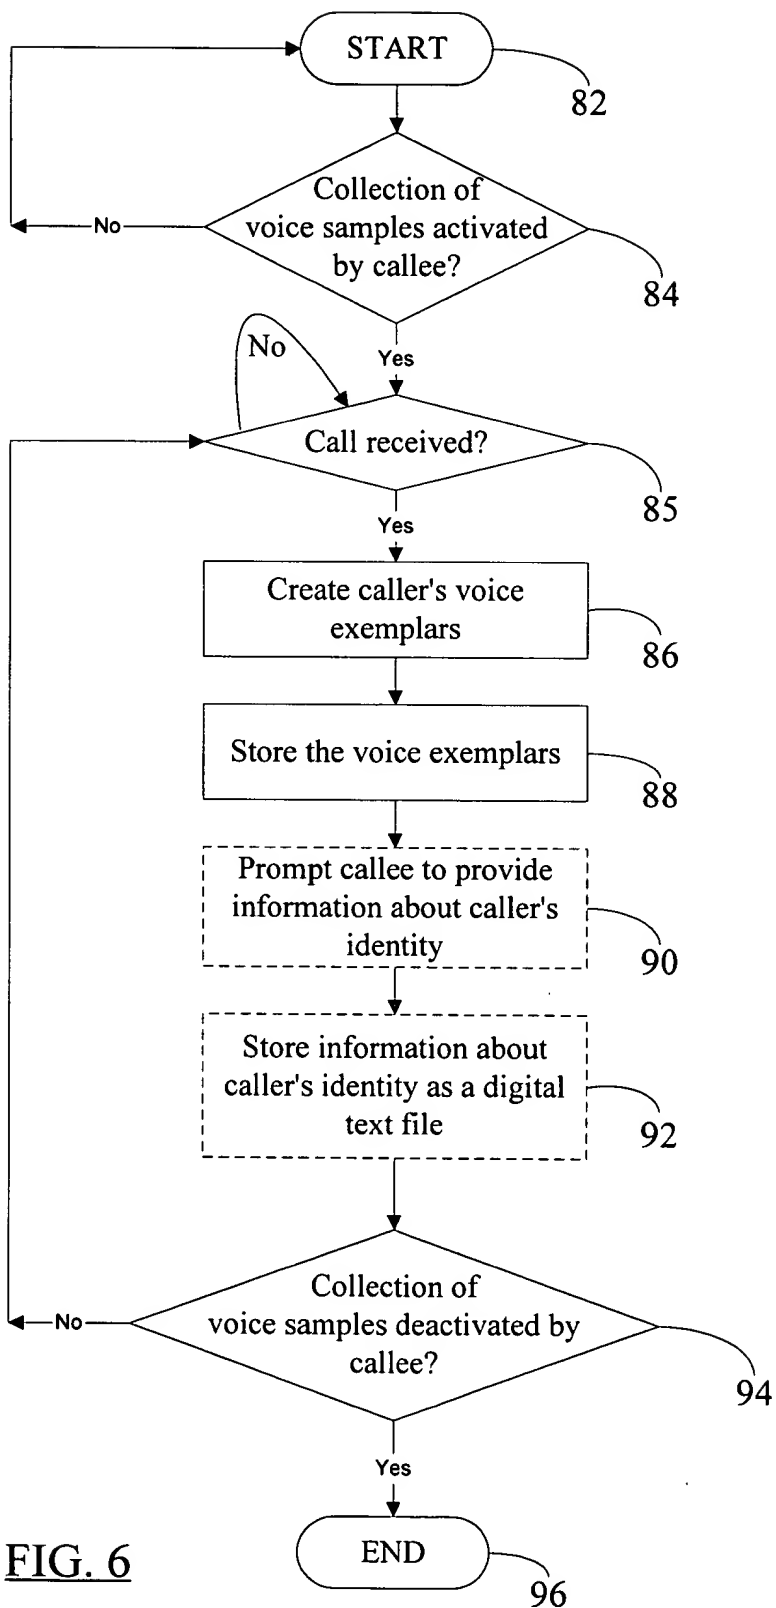 START
82
Collection of
voice samples activated
by callee?
No
84
Yes
No
Call received?
85
Yes
Create caller's voice
exemplars
86
Store the voice exemplars
88
Prompt callee to provide
information about caller's
identity
90
Store information about
caller's identity as a digital
text file
92
Collection of
voice samples deactivated by
callee?
No
94
Yes
END
96
FIG. 6